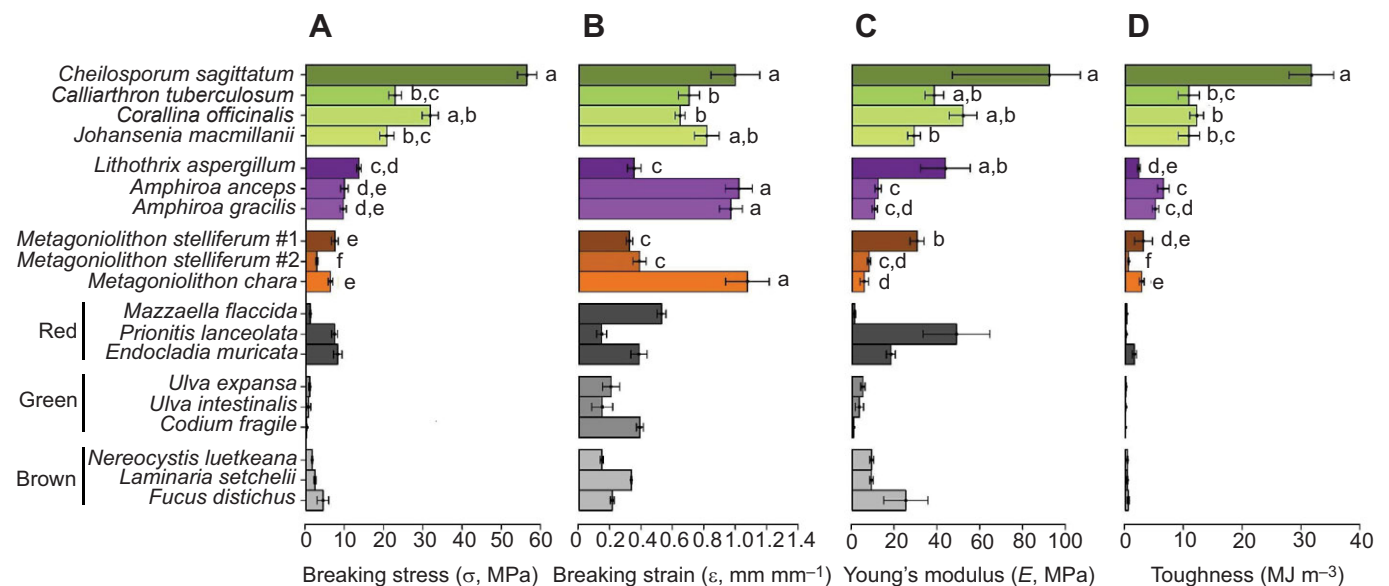 A B C D
Cheilosporum sagittatum a a a a
Calliarthron tuberculosum b,c b a,b b,c
Corallina officinalis a,b b a,b b,c
Johansenia macmillanii b,c a,b b b,c
Lithothrix aspergillum c,d c a,b d,e
Amphiroa anceps d,e a c c
Amphiroa gracilis d,e a c,d c,d
Metagoniolithon stelliferum #1 e c b d,e
Metagoniolithon stelliferum #2 f c c,d f
Metagoniolithon chara e a d e
Mazzaella flaccida
Red Prionitis lanceolata
Endocladia muricata
Ulva expansa
Green Ulva intestinalis
Codium fragile
Nereocystis luetkeana
Brown Laminaria setchelii
Fucus distichus
0 10 20 30 40 50 60 0 0.2 0.4 0.6 0.8 1.0 1.2 1.4 0 20 40 60 80 100 0 10 20 30 40
Breaking stress (σ, MPa) Breaking strain (ε, mm mm⁻¹) Young's modulus (E, MPa) Toughness (MJ m⁻³)